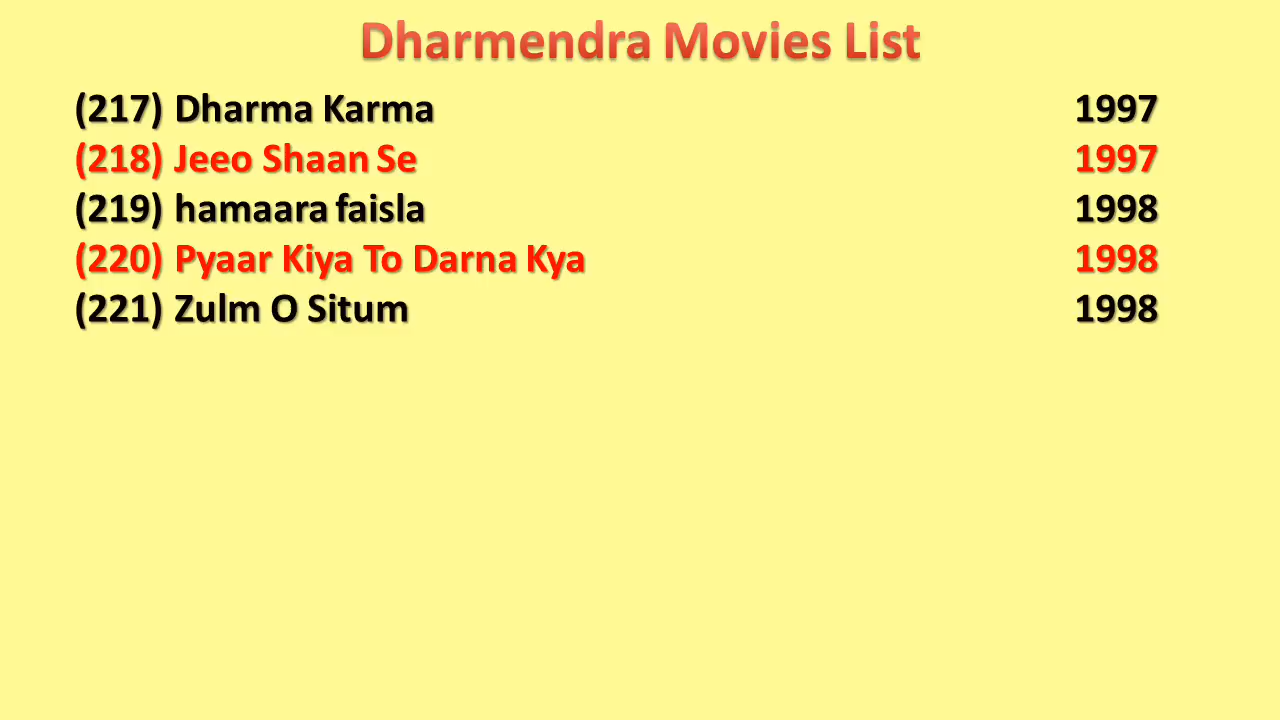 Dharmendra Movies List
(217) Dharma Karma 1997
(218) Jeeo Shaan Se 1997
(219) hamaara faisla 1998
(220) Pyaar Kiya To Darna Kya 1998
(221) Zulm O Situm 1998